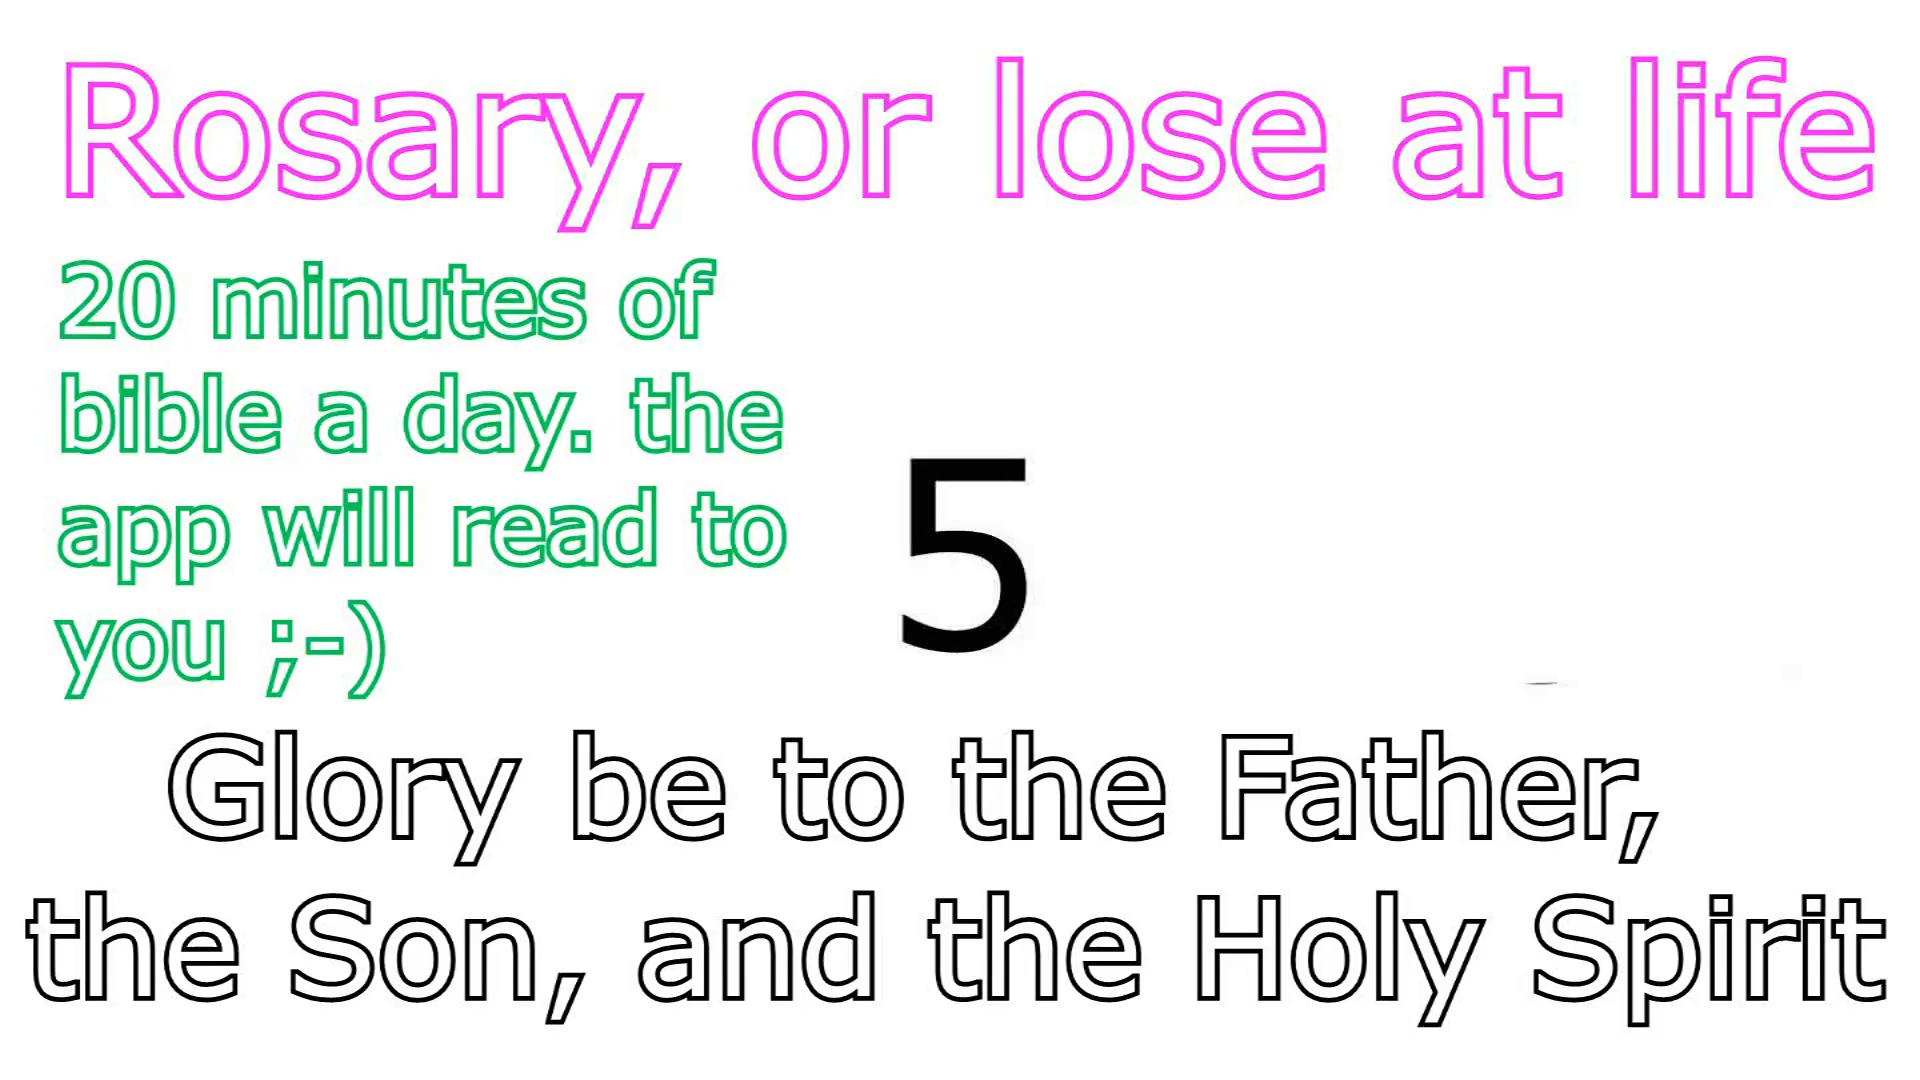 Rosary, or lose at life
20 minutes of
bible a day. the
app will read to
you ;-)
5
Glory be to the Father,
the Son, and the Holy Spirit